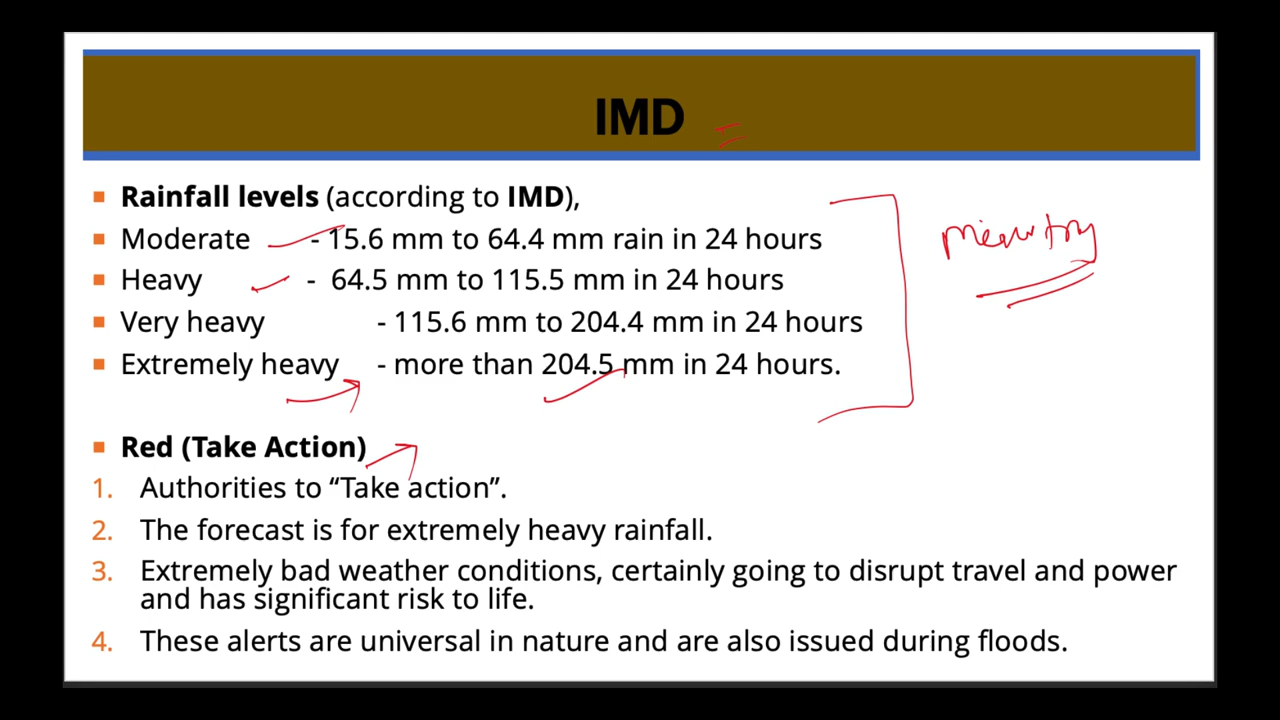 IMD
Rainfall levels (according to IMD),
Moderate - 15.6 mm to 64.4 mm rain in 24 hours
Heavy - 64.5 mm to 115.5 mm in 24 hours
Very heavy - 115.6 mm to 204.4 mm in 24 hours
Extremely heavy - more than 204.5 mm in 24 hours.
Red (Take Action)
1. Authorities to “Take action”.
2. The forecast is for extremely heavy rainfall.
3. Extremely bad weather conditions, certainly going to disrupt travel and power
and has significant risk to life.
4. These alerts are universal in nature and are also issued during floods.